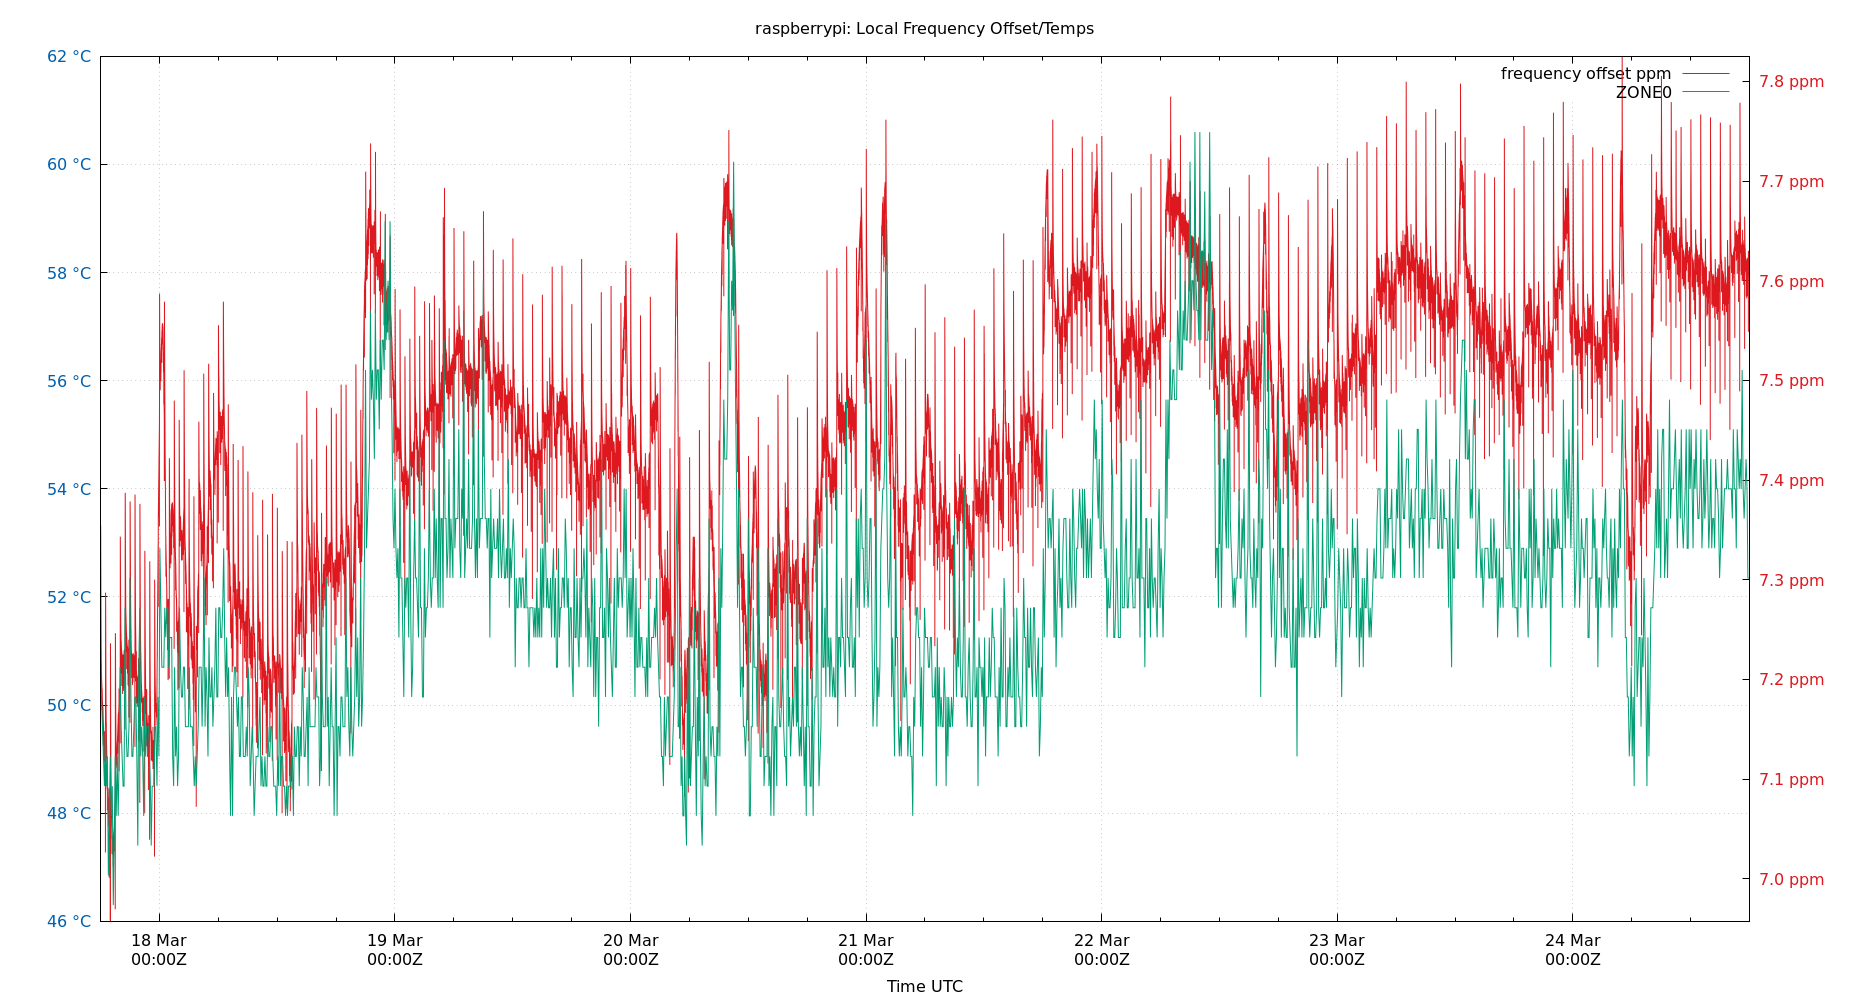 raspberrypi: Local Frequency Offset/Temps
frequency offset ppm
ZONE0
62 °C
60 °C
58 °C
56 °C
54 °C
52 °C
50 °C
48 °C
46 °C
7.8 ppm
7.7 ppm
7.6 ppm
7.5 ppm
7.4 ppm
7.3 ppm
7.2 ppm
7.1 ppm
7.0 ppm
18 Mar
00:00Z
19 Mar
00:00Z
20 Mar
00:00Z
21 Mar
00:00Z
22 Mar
00:00Z
23 Mar
00:00Z
24 Mar
00:00Z
Time UTC